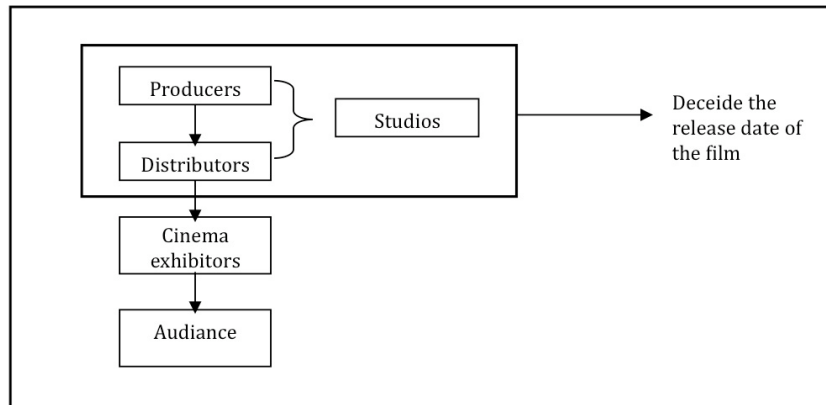 Producers
Studios
Distributors
Cinema
exhibitors
Audiance
Deceide the
release date of
the film